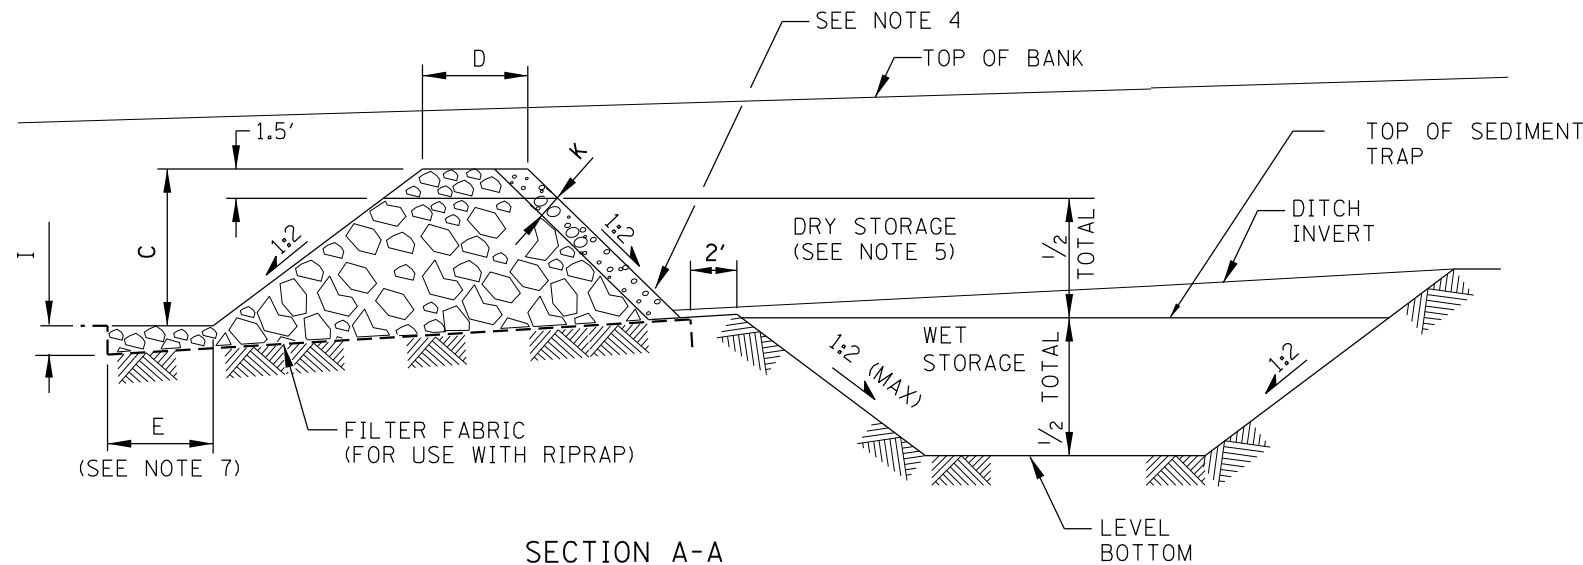 SEE NOTE 4
TOP OF BANK
D
1.5'
K
TOP OF SEDIMENT
TRAP
1:2
1:2
C
I
DRY STORAGE
(SEE NOTE 5)
2'
1/2
TOTAL
DITCH
INVERT
WET
STORAGE
1:2 (MAX)
1/2 TOTAL
1:2
E
(SEE NOTE 7)
FILTER FABRIC
(FOR USE WITH RIPRAP)
LEVEL
BOTTOM
SECTION A-A